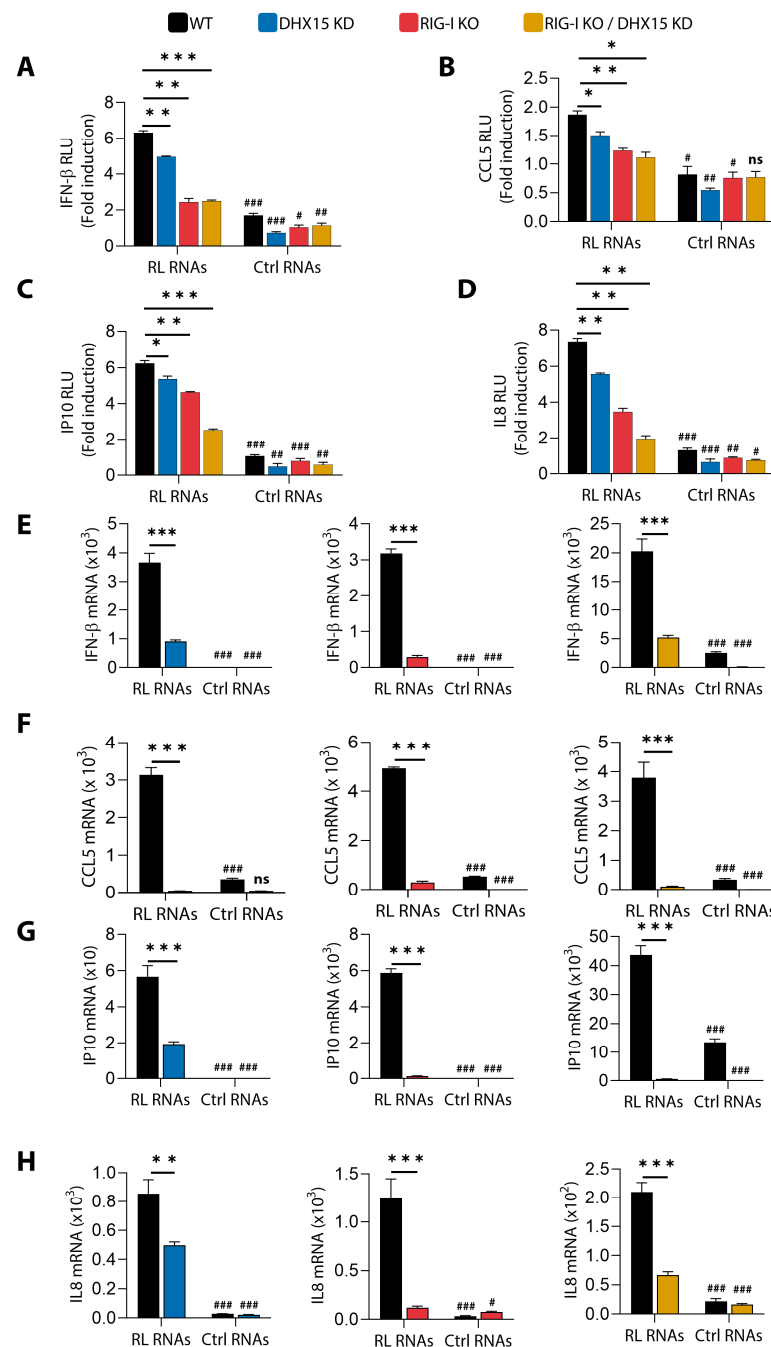 WT DHX15 KD RIG-I KO RIG-I KO / DHX15 KD
A
IFN-β RLU
(Fold induction)
8
6
4
2
0
* * *
* *
* *
### ### # ##
RL RNAs Ctrl RNAs
B
CCL5 RLU
(Fold induction)
2.5
2.0
1.5
1.0
0.5
0.0
*
* *
*
# ## # ns
RL RNAs Ctrl RNAs
C
IP10 RLU
(Fold induction)
8
6
4
2
0
* * *
* *
*
### ## ### ##
RL RNAs Ctrl RNAs
D
IL8 RLU
(Fold induction)
8
6
4
2
0
* *
* *
* *
### ### ## #
RL RNAs Ctrl RNAs
E
IFN-β mRNA (x10³)
5
4
3
2
1
0
***
### ###
RL RNAs Ctrl RNAs
IFN-β mRNA (x10³)
4
3
2
1
0
***
### ###
RL RNAs Ctrl RNAs
IFN-β mRNA (x10³)
25
20
15
10
5
0
***
### ###
RL RNAs Ctrl RNAs
F
CCL5 mRNA (x 10³)
4
3
2
1
0
* * *
### ns
RL RNAs Ctrl RNAs
CCL5 mRNA (x 10³)
6
4
2
0
* * *
### ###
RL RNAs Ctrl RNAs
CCL5 mRNA (x 10³)
5
4
3
2
1
0
***
### ###
RL RNAs Ctrl RNAs
G
IP10 mRNA (x10)
8
6
4
2
0
* * *
### ###
RL RNAs Ctrl RNAs
IP10 mRNA (x10³)
8
6
4
2
0
* * *
### ###
RL RNAs Ctrl RNAs
IP10 mRNA (x10³)
50
40
30
20
10
0
* * *
### ###
RL RNAs Ctrl RNAs
H
IL8 mRNA (x10³)
1.0
0.8
0.6
0.4
0.2
0.0
* *
### ###
RL RNAs Ctrl RNAs
IL8 mRNA (x10³)
1.5
1.0
0.5
0.0
* * *
### #
RL RNAs Ctrl RNAs
IL8 mRNA (x10²)
2.5
2.0
1.5
1.0
0.5
0.0
* * *
### ###
RL RNAs Ctrl RNAs